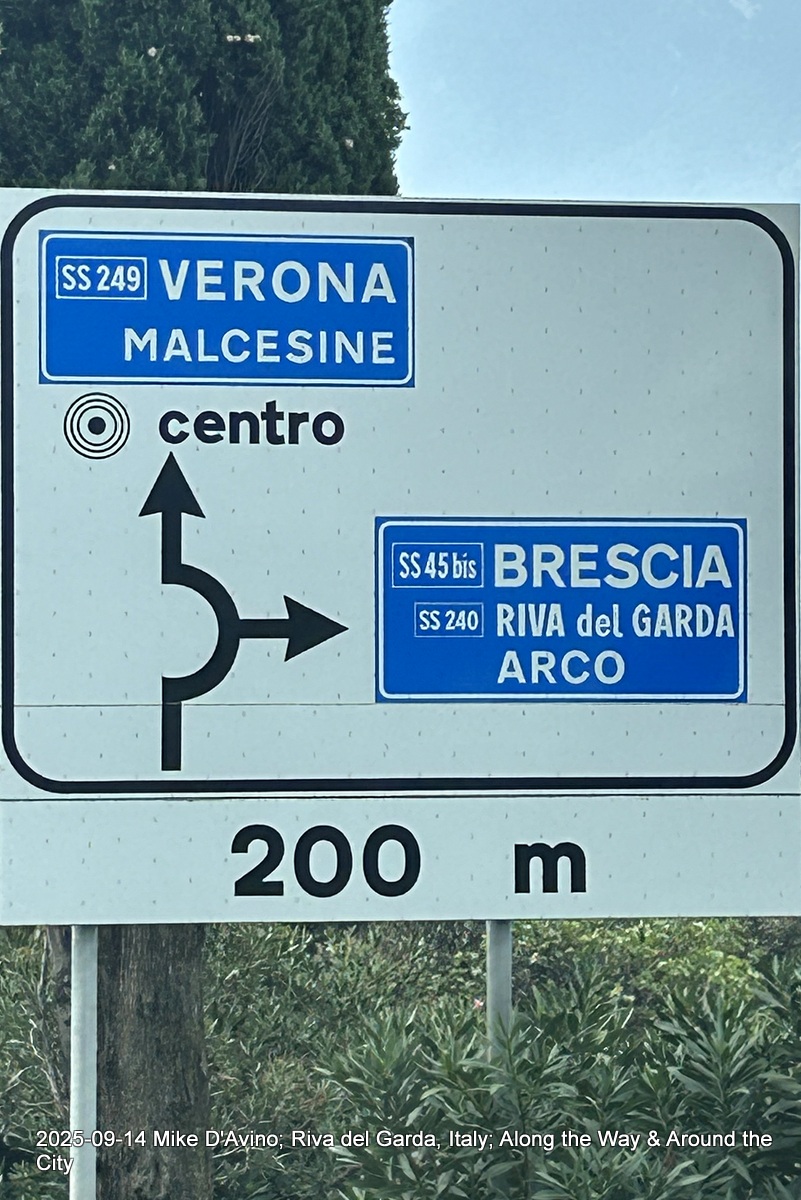 SS 249 VERONA
MALCESINE
centro
SS 45 bis BRESCIA
SS 240 RIVA del GARDA
ARCO
200 m
2025-09-14 Mike D'Avino; Riva del Garda, Italy; Along the Way & Around the
City